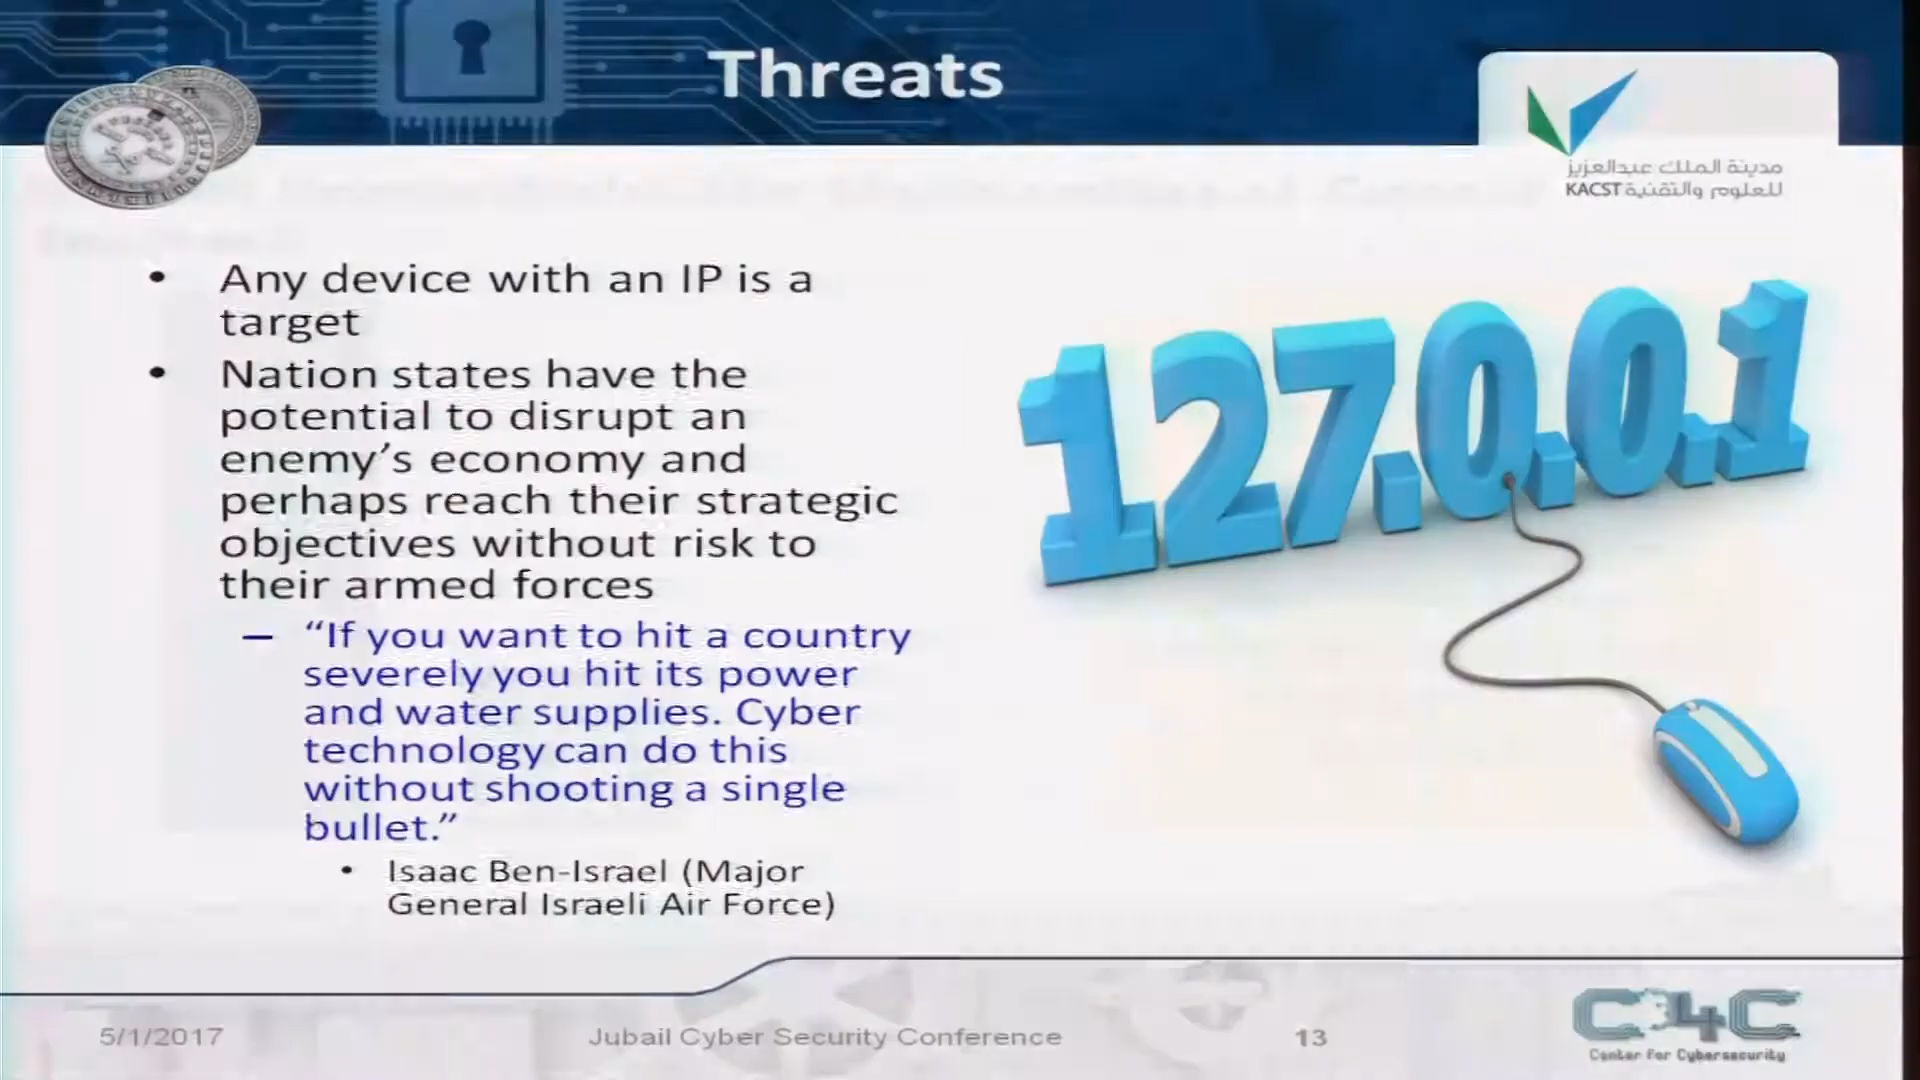 Threats
مدينة الملك عبدالعزيز
للعلوم والتقنية KACST
• Any device with an IP is a
target
• Nation states have the
potential to disrupt an
enemy’s economy and
perhaps reach their strategic
objectives without risk to
their armed forces
– “If you want to hit a country
severely you hit its power
and water supplies. Cyber
technology can do this
without shooting a single
bullet.”
• Isaac Ben-Israel (Major
General Israeli Air Force)
127.0.0.1
5/1/2017
Jubail Cyber Security Conference
13
C4C
Center For Cybersecurity